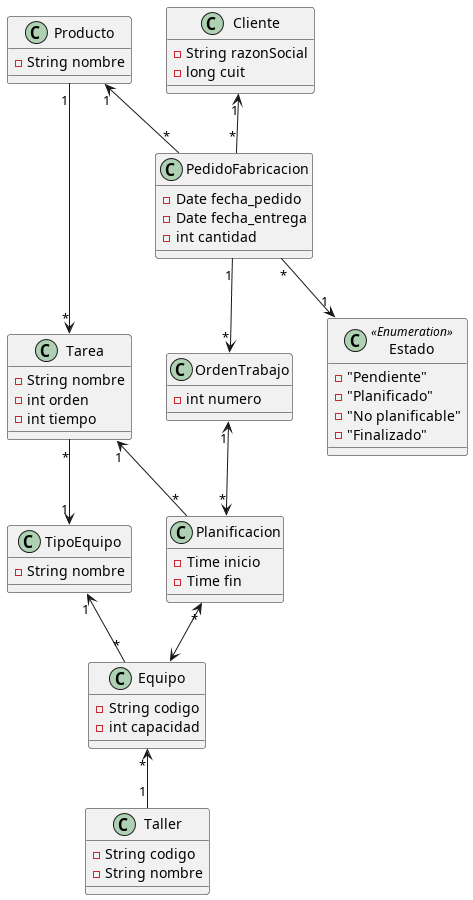 C Producto
String nombre
C Cliente
String razonSocial
long cuit
1
1
1
*
*
C PedidoFabricacion
Date fecha_pedido
Date fecha_entrega
int cantidad
1
*
*
*
1
C Tarea
String nombre
int orden
int tiempo
C OrdenTrabajo
int numero
C «Enumeration»
Estado
"Pendiente"
"Planificado"
"No planificable"
"Finalizado"
*
1
1
1
*
*
C TipoEquipo
String nombre
C Planificacion
Time inicio
Time fin
1
*
*
C Equipo
String codigo
int capacidad
*
1
C Taller
String codigo
String nombre